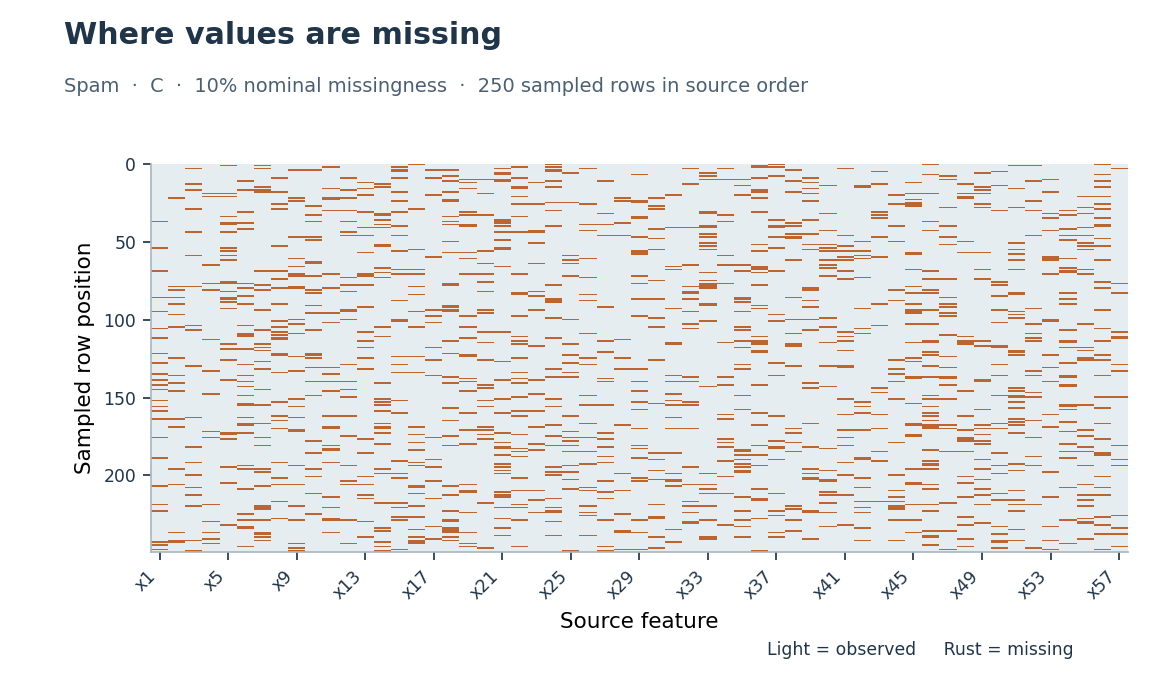 Where values are missing
Spam · C · 10% nominal missingness · 250 sampled rows in source order
0
50
100
150
200
Sampled row position
x1 x5 x9 x13 x17 x21 x25 x29 x33 x37 x41 x45 x49 x53 x57
Source feature
Light = observed Rust = missing